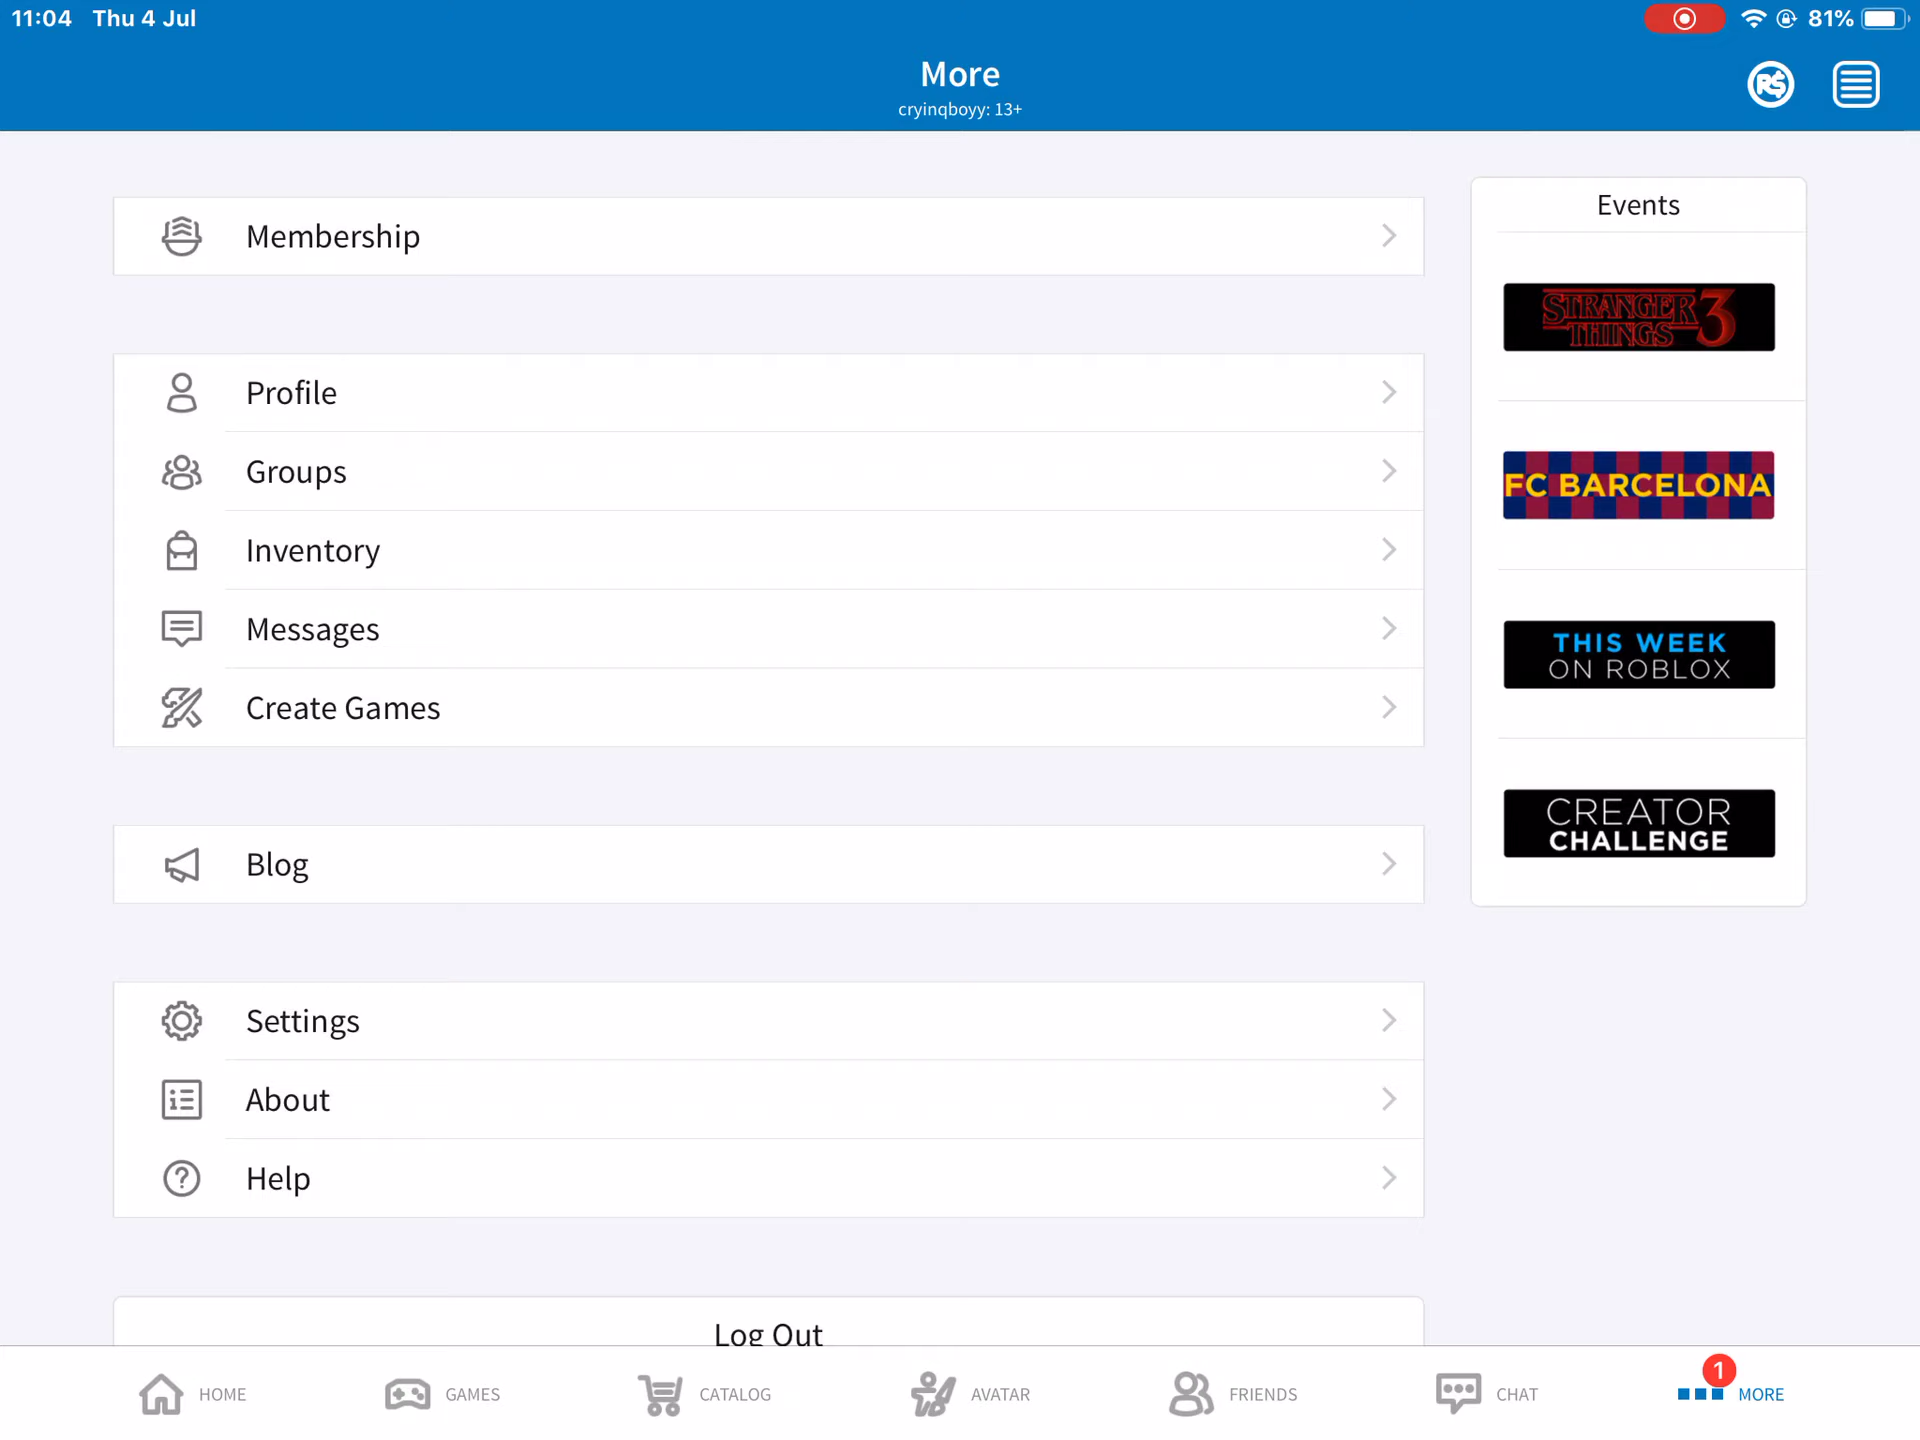 11:04 Thu 4 Jul
81%
More
cryinqboyy: 13+
R$
Membership
Profile
Groups
Inventory
Messages
Create Games
Blog
Settings
About
Help
Log Out
Events
STRANGER THINGS 3
FC BARCELONA
THIS WEEK
ON ROBLOX
CREATOR
CHALLENGE
HOME
GAMES
CATALOG
AVATAR
FRIENDS
CHAT
1
MORE